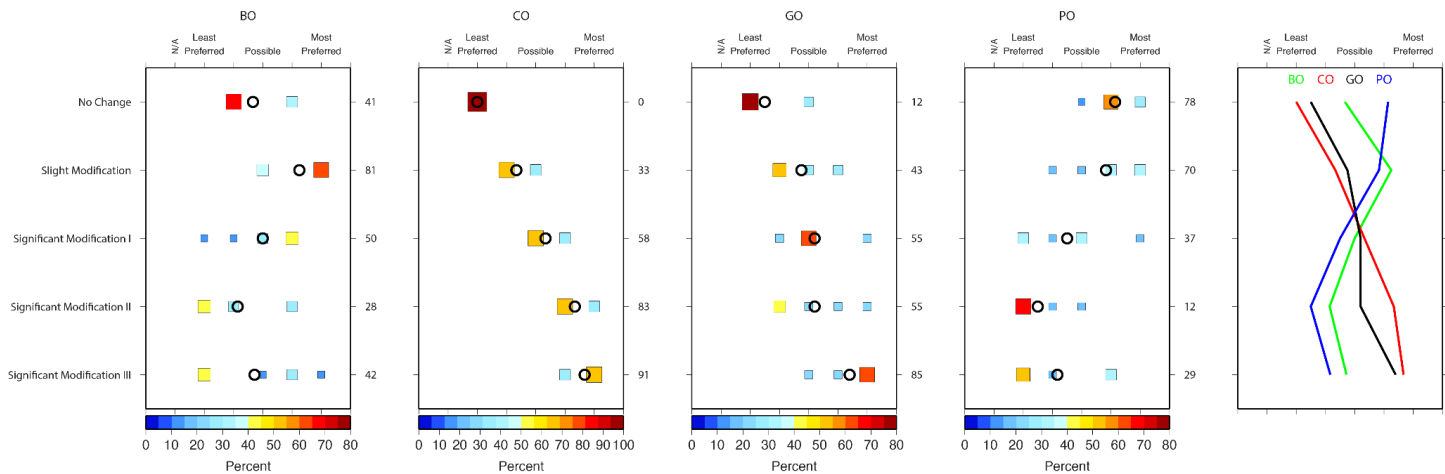 BO CO GO PO
N/A Least Preferred Possible Most Preferred N/A Least Preferred Possible Most Preferred N/A Least Preferred Possible Most Preferred N/A Least Preferred Possible Most Preferred N/A Least Preferred Possible Most Preferred
BO CO GO PO
No Change 41 0 12 78
Slight Modification 81 33 43 70
Significant Modification I 50 58 55 37
Significant Modification II 28 83 55 12
Significant Modification III 42 91 85 29
0 10 20 30 40 50 60 70 80 0 10 20 30 40 50 60 70 80 90 100 0 10 20 30 40 50 60 70 80 0 10 20 30 40 50 60 70 80
Percent Percent Percent Percent